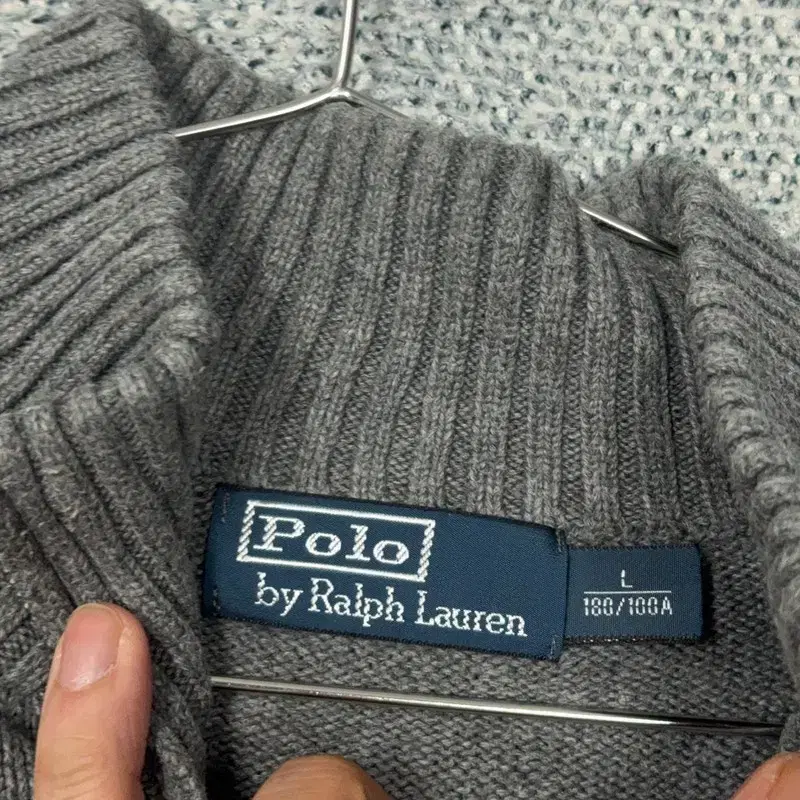 Polo
by Ralph Lauren
L
180/100A